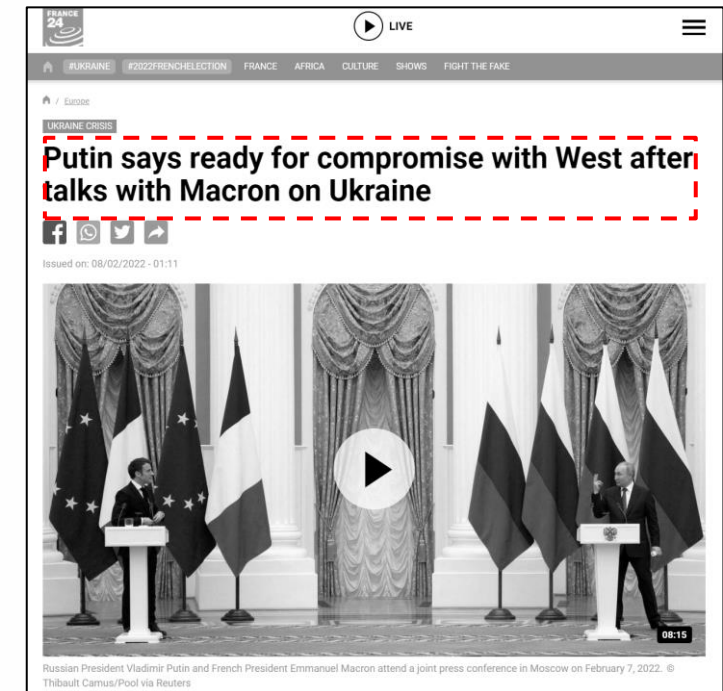 FRANCE
24
LIVE
#UKRAINE #2022FRENCHELECTION FRANCE AFRICA CULTURE SHOWS FIGHT THE FAKE
/ Europe
UKRAINE CRISIS
Putin says ready for compromise with West after
talks with Macron on Ukraine
Issued on: 08/02/2022 - 01:11
08:15
Russian President Vladimir Putin and French President Emmanuel Macron attend a joint press conference in Moscow on February 7, 2022. ©
Thibault Camus/Pool via Reuters